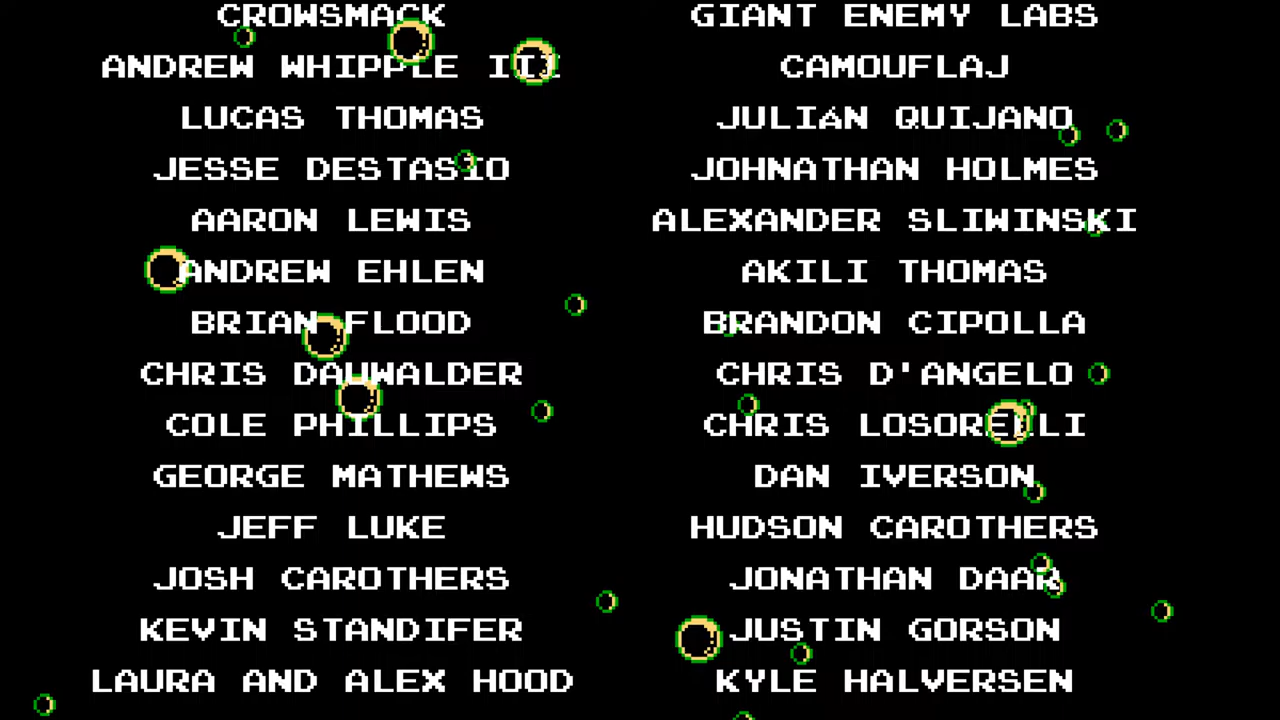 CROWSMACK
GIANT ENEMY LABS
ANDREW WHIPPLE III
CAMOUFLAJ
LUCAS THOMAS
JULIáN QUIJANO
JESSE DESTASIO
JOHNATHAN HOLMES
AARON LEWIS
ALEXANDER SLIWINSKI
ANDREW EHLEN
AKILI THOMAS
BRIAN FLOOD
BRANDON CIPOLLA
CHRIS DAUWALDER
CHRIS D'ANGELO
COLE PHILLIPS
CHRIS LOSORELLI
GEORGE MATHEWS
DAN IVERSON
JEFF LUKE
HUDSON CAROTHERS
JOSH CAROTHERS
JONATHAN DAAR
KEVIN STANDIFER
JUSTIN GORSON
LAURA AND ALEX HOOD
KYLE HALVERSEN